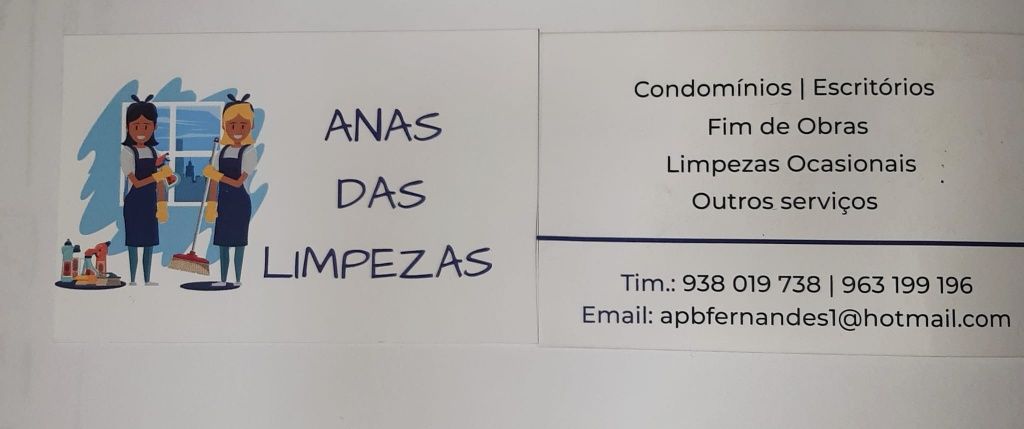 ANAS
DAS
LIMPEZAS
Condomínios | Escritórios
Fim de Obras
Limpezas Ocasionais
Outros serviços
Tlm.: 938 019 738 | 963 199 196
Email: apbfernandes1@hotmail.com